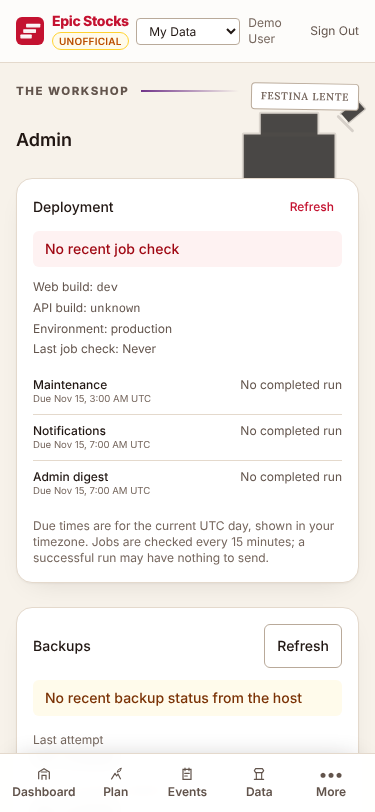 Epic Stocks
UNOFFICIAL
My Data
Demo User
Sign Out
THE WORKSHOP
FESTINA LENTE
Admin
Deployment
Refresh
No recent job check
Web build: dev
API build: unknown
Environment: production
Last job check: Never
Maintenance
No completed run
Due Nov 15, 3:00 AM UTC
Notifications
No completed run
Due Nov 15, 7:00 AM UTC
Admin digest
No completed run
Due Nov 15, 7:00 AM UTC
Due times are for the current UTC day, shown in your
timezone. Jobs are checked every 15 minutes; a
successful run may have nothing to send.
Backups
Refresh
No recent backup status from the host
Last attempt
Dashboard
Plan
Events
Data
More